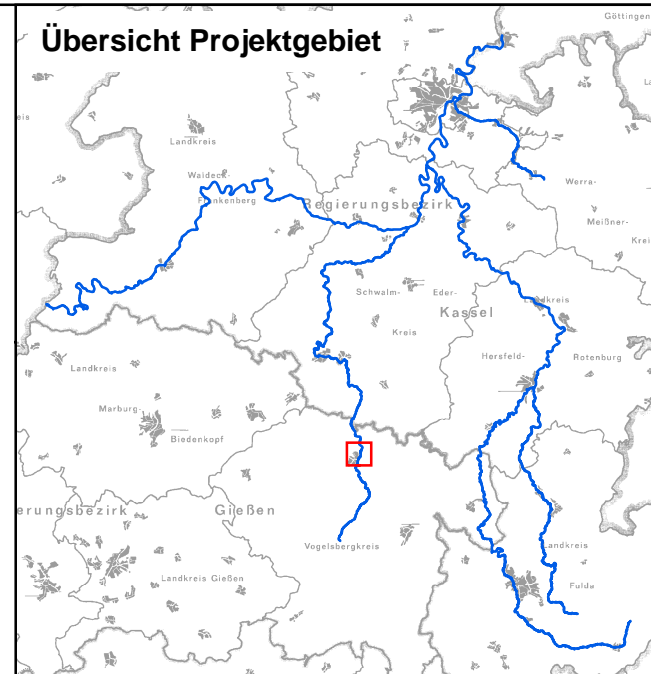 Übersicht Projektgebiet
Göttingen
Landkreis
Waldeck-
Frankenberg
Regierungsbezirk
Werra-
Meißner-
Kreis
Schwalm-
Eder-
Kassel
Landkreis
Kreis
Hersfeld-
Rotenburg
Landkreis
Marburg-
Biedenkopf
erungsbezirk
Gießen
Vogelsbergkreis
Landkreis
Landkreis Gießen
Fulda